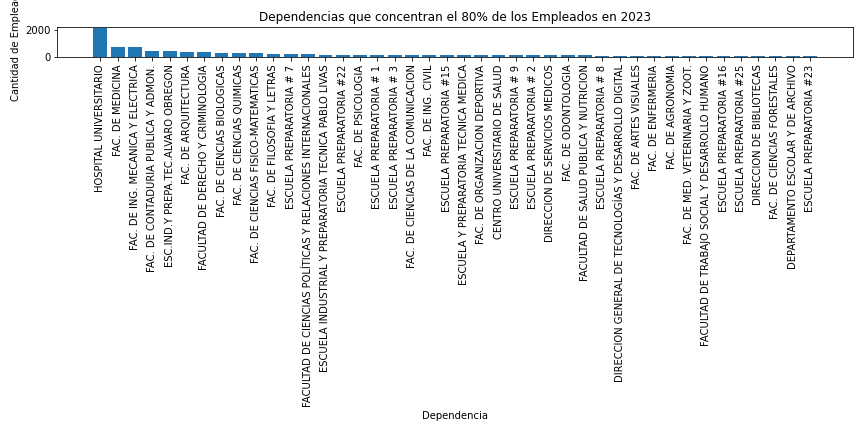 Dependencias que concentran el 80% de los Empleados en 2023
Cantidad de
2000
0
HOSPITAL UNIVERSITARIO
FAC. DE MEDICINA
FAC. DE ING. MECANICA Y ELECTRICA
FAC. DE CONTADURIA PUBLICA Y ADMON.
ESC.IND.Y PREPA.TEC.ALVARO OBREGON
FAC. DE ARQUITECTURA
FACULTAD DE DERECHO Y CRIMINOLOGIA
FAC. DE CIENCIAS BIOLOGICAS
FAC. DE CIENCIAS QUIMICAS
FAC. DE CIENCIAS FISICO-MATEMATICAS
FAC. DE FILOSOFIA Y LETRAS
ESCUELA PREPARATORIA # 7
FACULTAD DE CIENCIAS POLÍTICAS Y RELACIONES INTERNACIONALES
ESCUELA INDUSTRIAL Y PREPARATORIA TECNICA PABLO LIVAS
ESCUELA PREPARATORIA #22
FAC. DE PSICOLOGIA
ESCUELA PREPARATORIA # 1
ESCUELA PREPARATORIA # 3
FAC. DE CIENCIAS DE LA COMUNICACION
FAC. DE ING. CIVIL
ESCUELA PREPARATORIA #15
ESCUELA Y PREPARATORIA TECNICA MEDICA
FAC. DE ORGANIZACION DEPORTIVA
CENTRO UNIVERSITARIO DE SALUD
ESCUELA PREPARATORIA # 9
ESCUELA PREPARATORIA # 2
DIRECCION DE SERVICIOS MEDICOS
FAC. DE ODONTOLOGIA
FACULTAD DE SALUD PUBLICA Y NUTRICION
ESCUELA PREPARATORIA # 8
DIRECCION GENERAL DE TECNOLOGÍAS Y DESARROLLO DIGITAL
FAC. DE ARTES VISUALES
FAC. DE ENFERMERIA
FAC. DE AGRONOMIA
FAC. DE MED. VETERINARIA Y ZOOT.
FACULTAD DE TRABAJO SOCIAL Y DESARROLLO HUMANO
ESCUELA PREPARATORIA #16
ESCUELA PREPARATORIA #25
DIRECCION DE BIBLIOTECAS
FAC. DE CIENCIAS FORESTALES
DEPARTAMENTO ESCOLAR Y DE ARCHIVO
ESCUELA PREPARATORIA #23
Dependencia